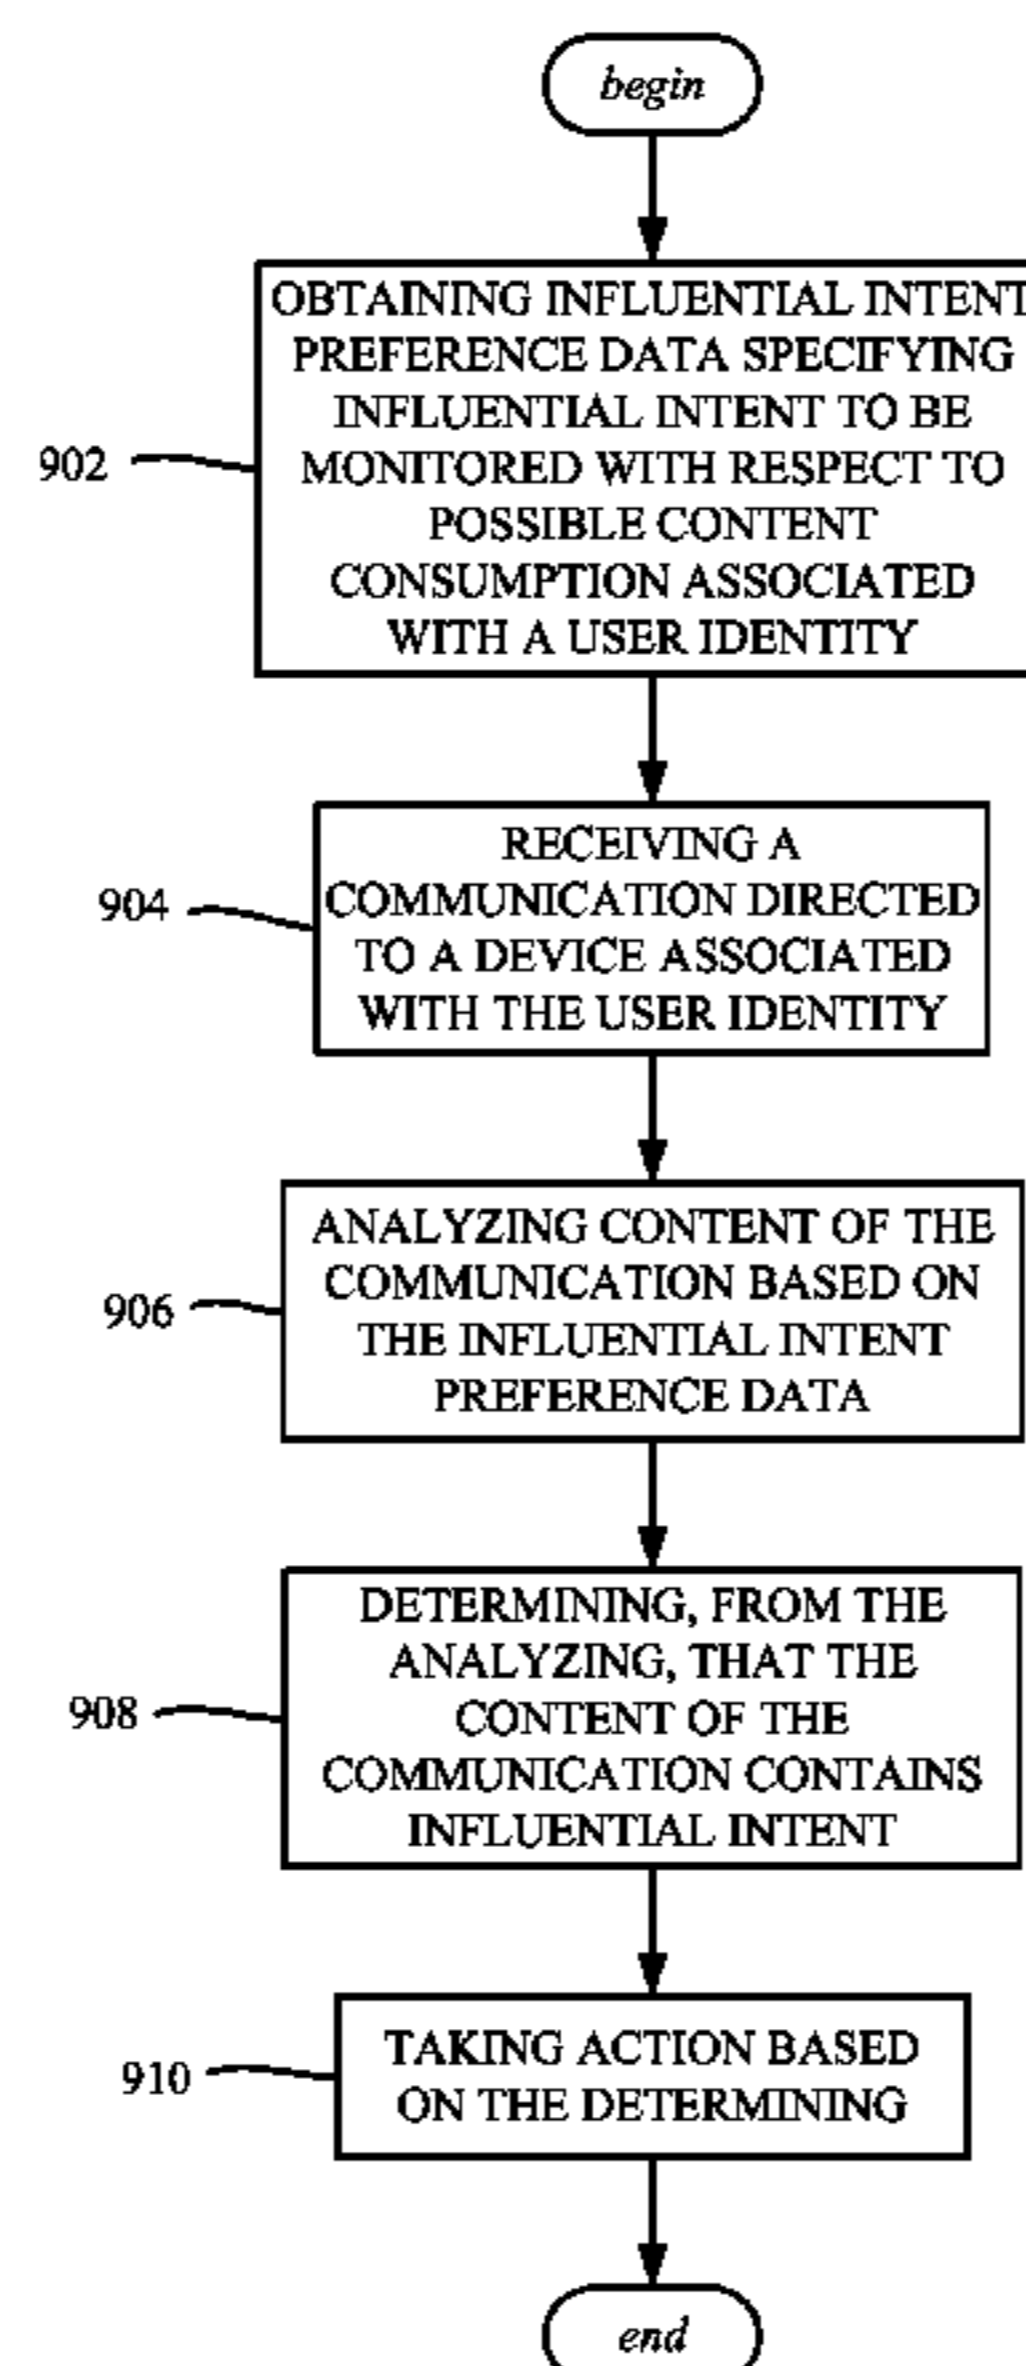 begin
OBTAINING INFLUENTIAL INTENT
PREFERENCE DATA SPECIFYING
INFLUENTIAL INTENT TO BE
MONITORED WITH RESPECT TO
POSSIBLE CONTENT
CONSUMPTION ASSOCIATED
WITH A USER IDENTITY
902
RECEIVING A
COMMUNICATION DIRECTED
TO A DEVICE ASSOCIATED
WITH THE USER IDENTITY
904
ANALYZING CONTENT OF THE
COMMUNICATION BASED ON
THE INFLUENTIAL INTENT
PREFERENCE DATA
906
DETERMINING, FROM THE
ANALYZING, THAT THE
CONTENT OF THE
COMMUNICATION CONTAINS
INFLUENTIAL INTENT
908
TAKING ACTION BASED
ON THE DETERMINING
910
end